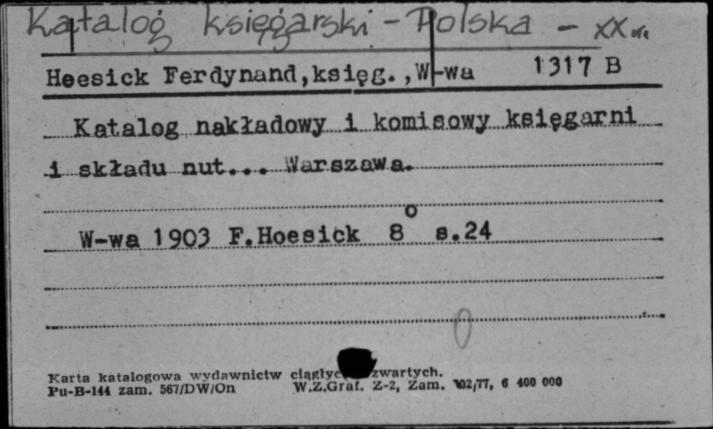 Katalog księgarski - Polska - XX w.
Heesick Ferdynand,księg.,W-wa 1317 B
Katalog nakładowy i komisowy księgarni
i składu nut... Warszawa.
W-wa 1903 F.Hoesick 8o s.24
0
Karta katalogowa wydawnictw zwartych.
Pu-B-144 zam. 567/DW/On W.Z.Graf. Z-2, Zam. 102/77, 6 400 000